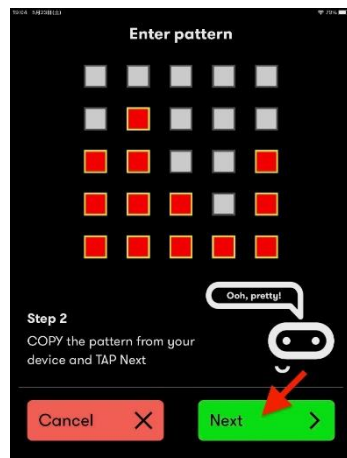 Enter pattern
Ooh, pretty!
Step 2
COPY the pattern from your
device and TAP Next
Cancel
Next